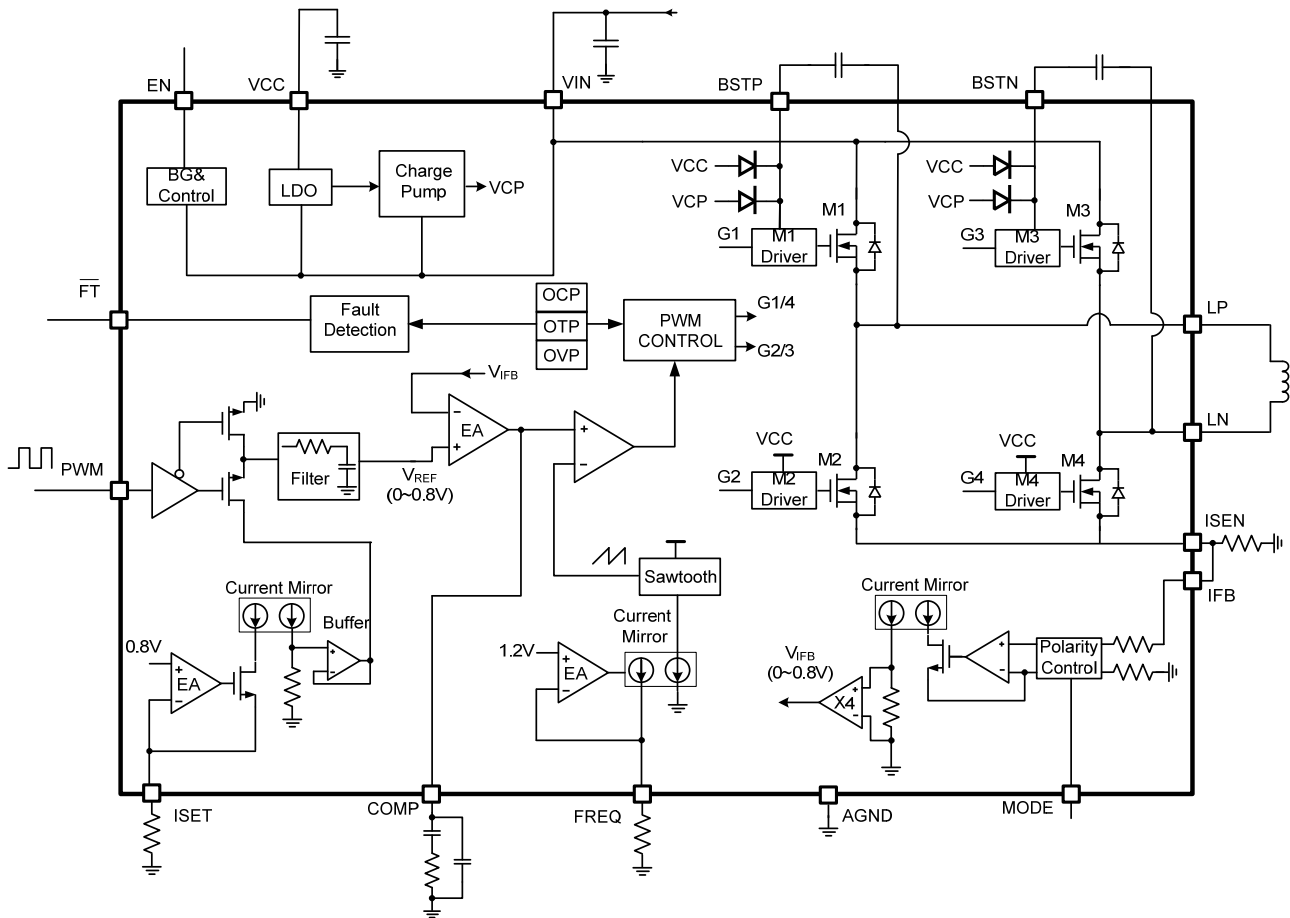 EN
VCC
VIN
BSTP
BSTN
BG&
Control
LDO
Charge
Pump
VCP
VCC
VCP
G1
M1
Driver
M1
VCC
VCP
G3
M3
Driver
M3
FT
Fault
Detection
OCP
OTP
OVP
PWM
CONTROL
G1/4
G2/3
LP
LN
PWM
Filter
VIFB
EA
VREF
(0~0.8V)
VCC
G2
M2
Driver
M2
VCC
G4
M4
Driver
M4
ISEN
IFB
Sawtooth
Current Mirror
Buffer
0.8V
EA
Current
Mirror
1.2V
EA
Current Mirror
VIFB
(0~0.8V)
X4
Polarity
Control
ISET
COMP
FREQ
AGND
MODE